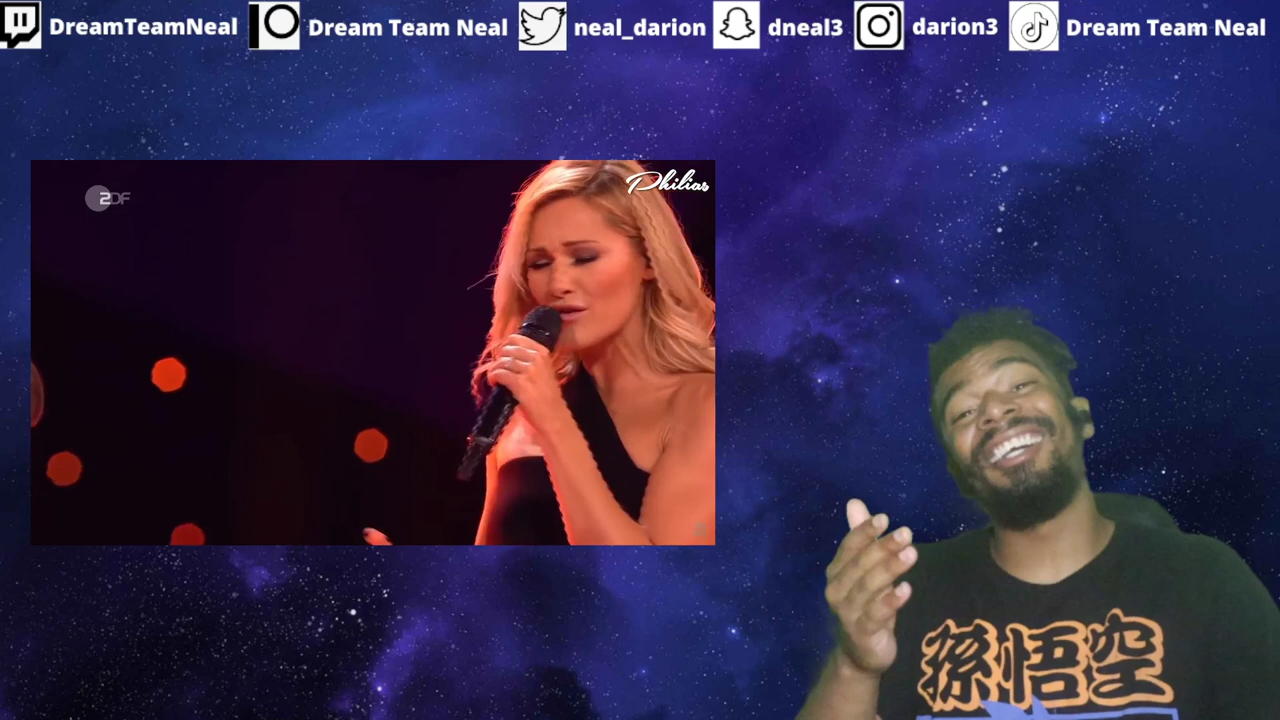 DreamTeamNeal Dream Team Neal neal_darion dneal3 darion3 Dream Team Neal
2DF
Philias
孫悟空